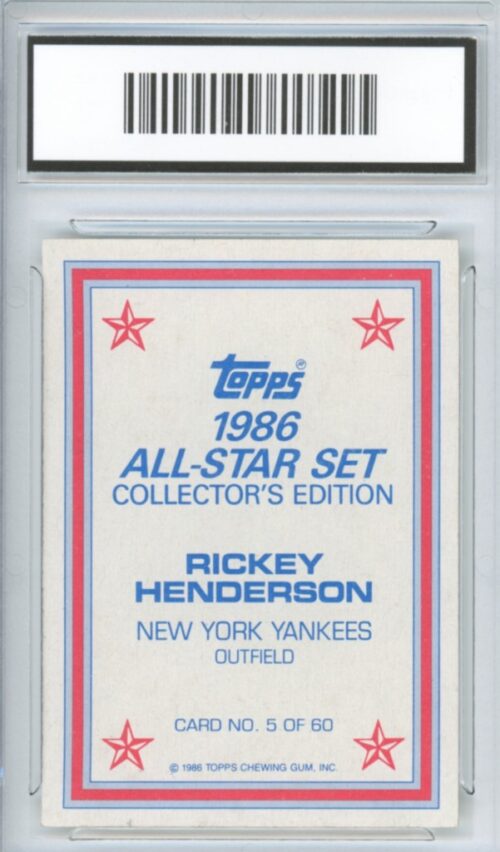 Topps®
1986
ALL-STAR SET
COLLECTOR'S EDITION
RICKEY
HENDERSON
NEW YORK YANKEES
OUTFIELD
CARD NO. 5 OF 60
© 1986 TOPPS CHEWING GUM, INC.